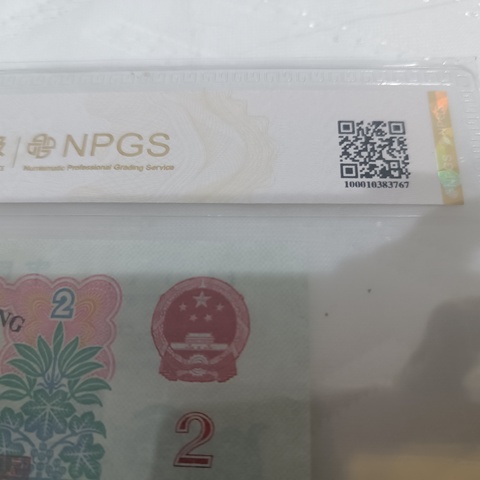 NPGS
Numismatic Professional Grading Service
100010383767
NG
2
2